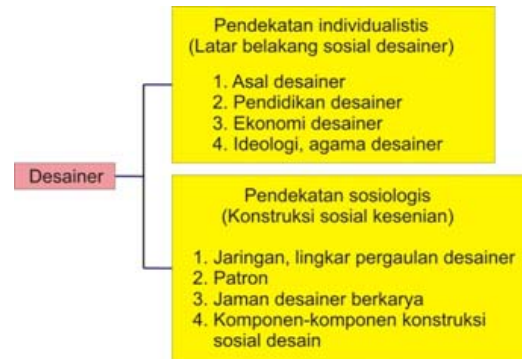 Pendekatan individualistis
(Latar belakang sosial desainer)
1. Asal desainer
2. Pendidikan desainer
3. Ekonomi desainer
4. Ideologi, agama desainer
Desainer
Pendekatan sosiologis
(Konstruksi sosial kesenian)
1. Jaringan, lingkar pergaulan desainer
2. Patron
3. Jaman desainer berkarya
4. Komponen-komponen konstruksi
sosial desain